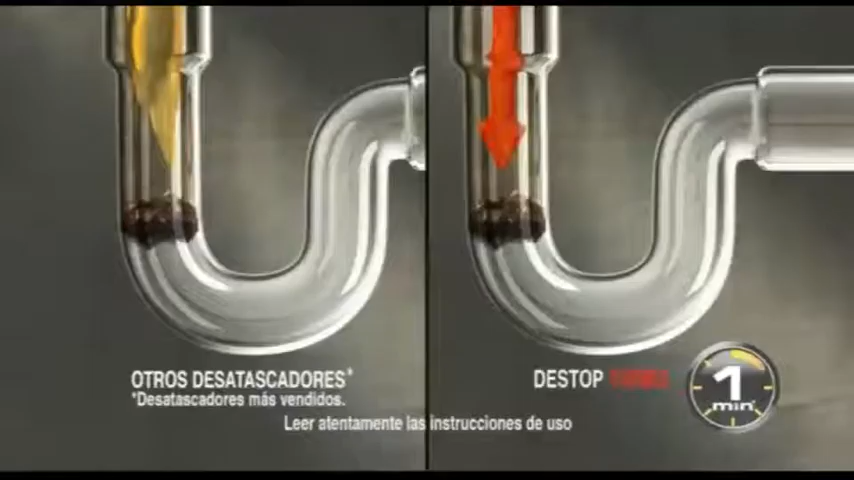 OTROS DESATASCADORES*
*Desatascadores más vendidos.
DESTOP
1
min
Leer atentamente las instrucciones de uso